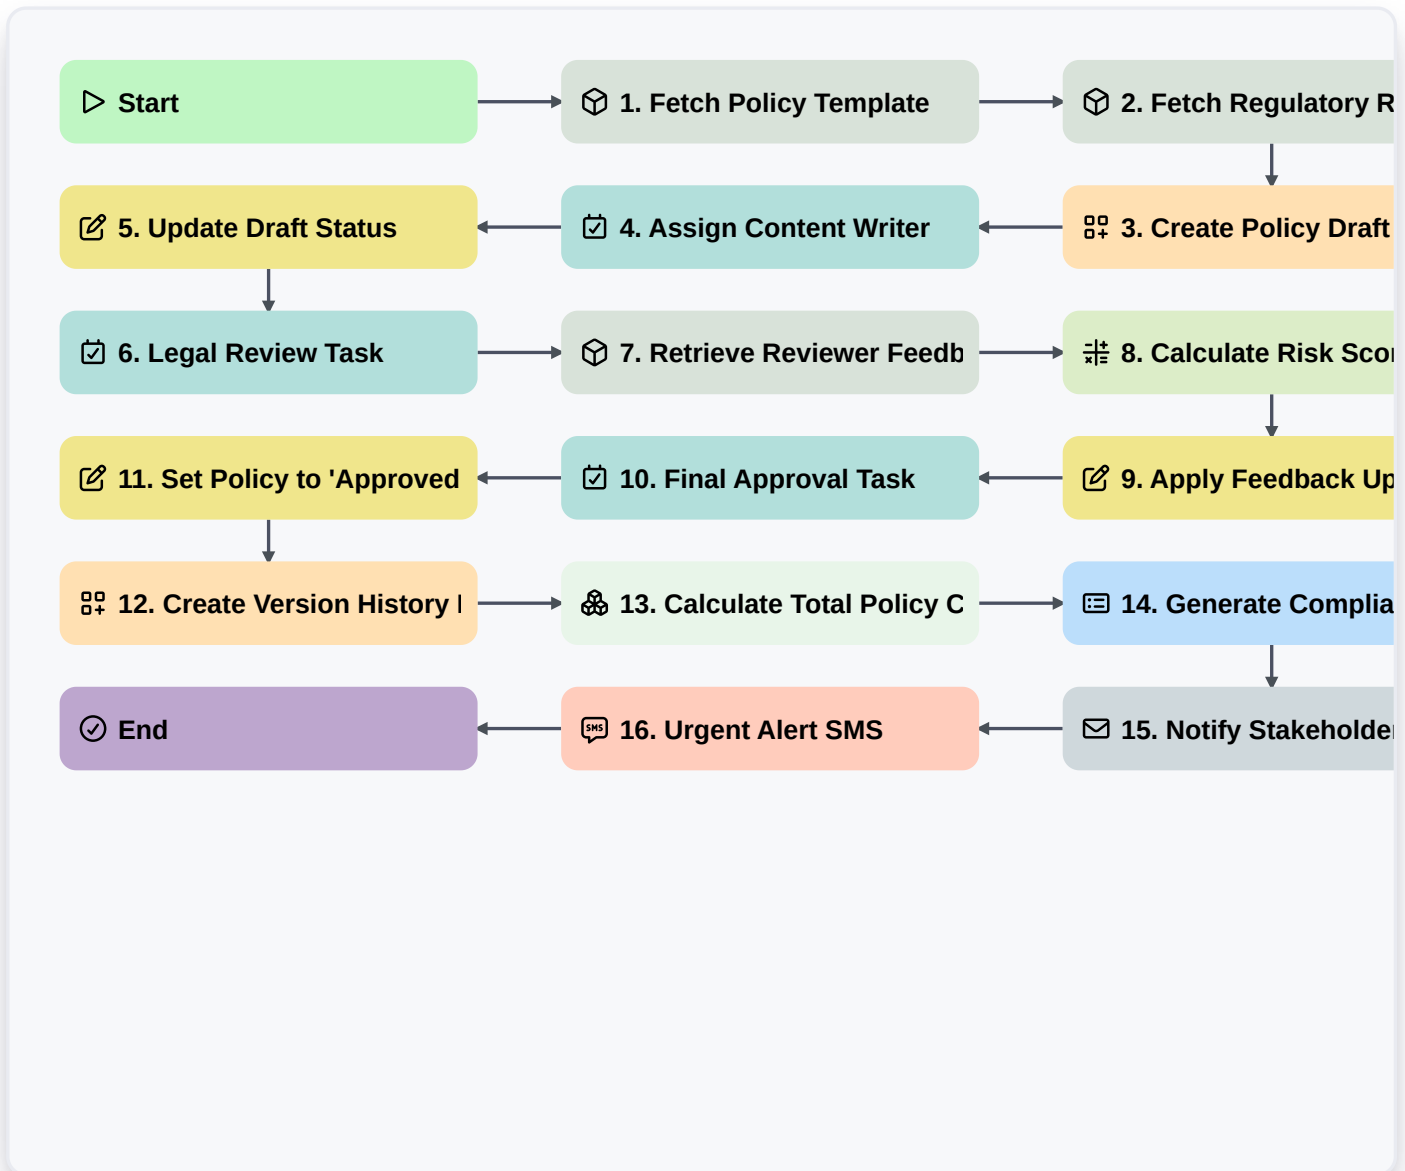 Start
1. Fetch Policy Template
2. Fetch Regulatory R
5. Update Draft Status
4. Assign Content Writer
3. Create Policy Draft
6. Legal Review Task
7. Retrieve Reviewer Feedb
8. Calculate Risk Scor
11. Set Policy to 'Approved
10. Final Approval Task
9. Apply Feedback Up
12. Create Version History
13. Calculate Total Policy C
14. Generate Complia
End
SMS
16. Urgent Alert SMS
15. Notify Stakeholder